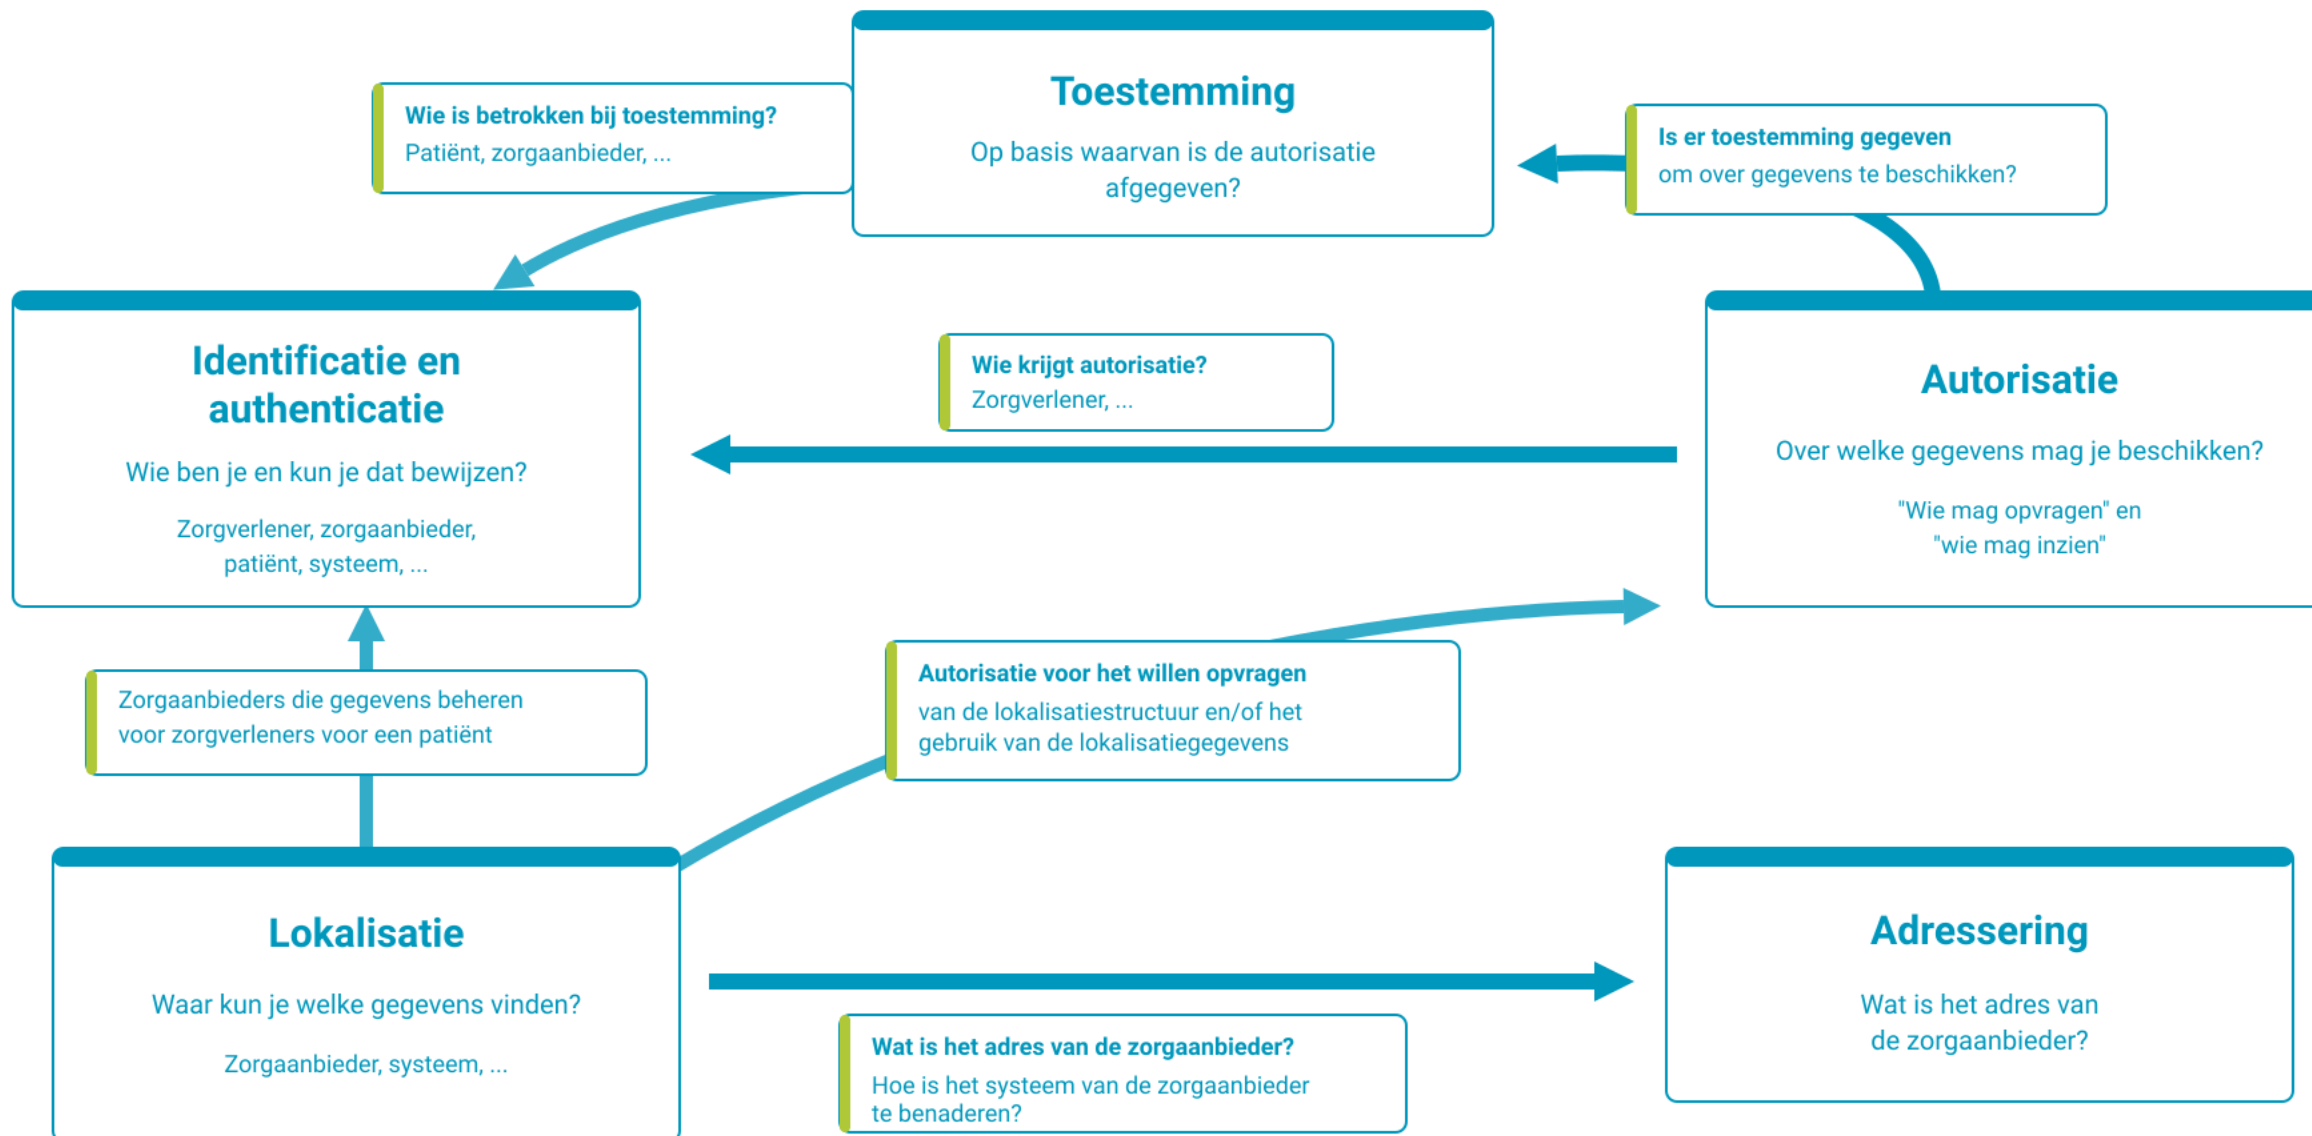 Toestemming
Op basis waarvan is de autorisatie
afgegeven?
Wie is betrokken bij toestemming?
Patiënt, zorgaanbieder, ...
Is er toestemming gegeven
om over gegevens te beschikken?
Identificatie en
authenticatie
Wie ben je en kun je dat bewijzen?
Zorgverlener, zorgaanbieder,
patiënt, systeem, ...
Wie krijgt autorisatie?
Zorgverlener, ...
Autorisatie
Over welke gegevens mag je beschikken?
"Wie mag opvragen" en
"wie mag inzien"
Zorgaanbieders die gegevens beheren
voor zorgverleners voor een patiënt
Autorisatie voor het willen opvragen
van de lokalisatiestructuur en/of het
gebruik van de lokalisatiegegevens
Lokalisatie
Waar kun je welke gegevens vinden?
Zorgaanbieder, systeem, ...
Wat is het adres van de zorgaanbieder?
Hoe is het systeem van de zorgaanbieder
te benaderen?
Adressering
Wat is het adres van
de zorgaanbieder?